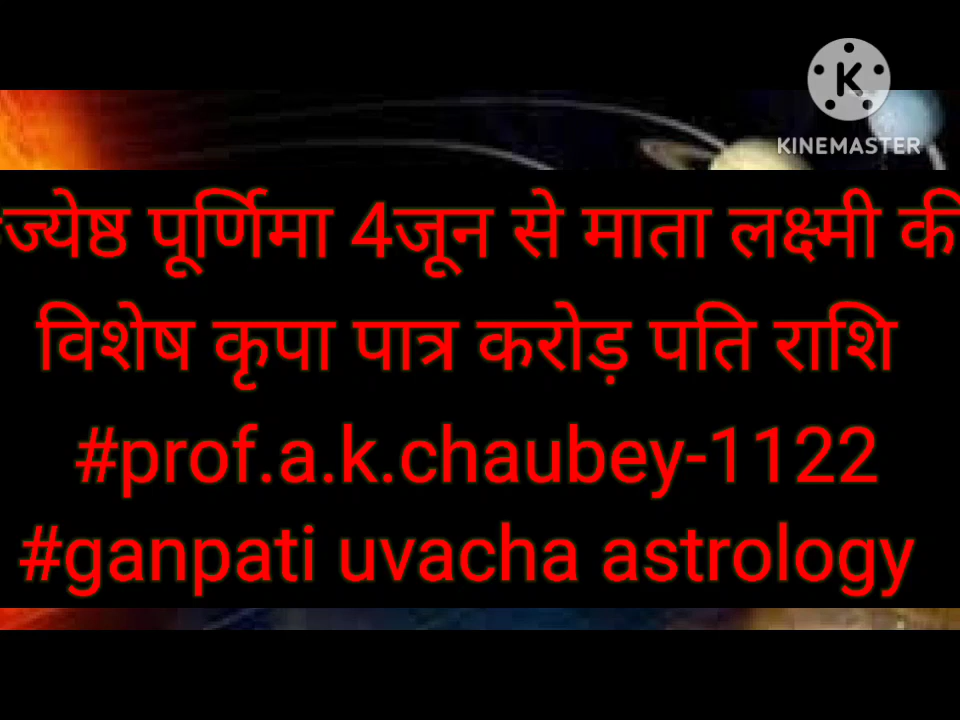 KINEMASTER
ज्येष्ठ पूर्णिमा 4जून से माता लक्ष्मी की
विशेष कृपा पात्र करोड़ पति राशि
#prof.a.k.chaubey-1122
#ganpati uvacha astrology